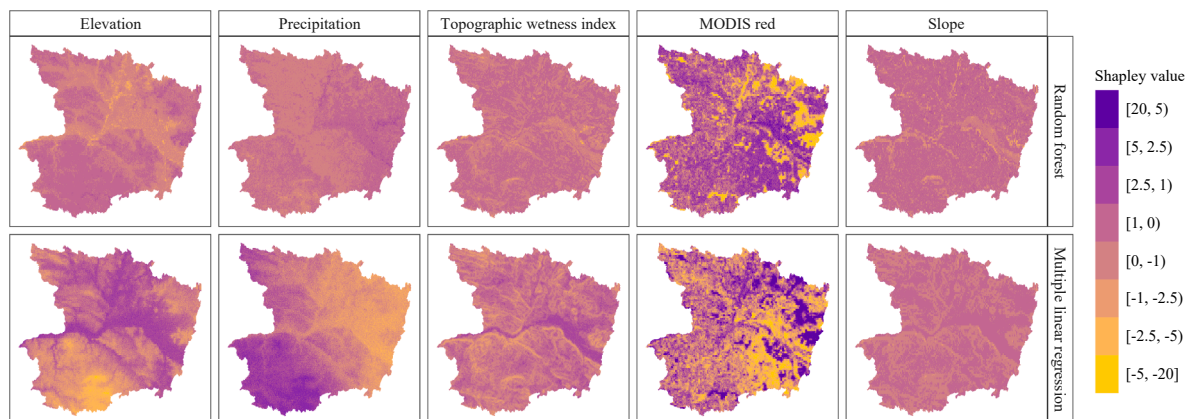 Elevation
Precipitation
Topographic wetness index
MODIS red
Slope
Random forest
Multiple linear regression
Shapley value
[20, 5)
[5, 2.5)
[2.5, 1)
[1, 0)
[0, -1)
[-1, -2.5)
[-2.5, -5)
[-5, -20]